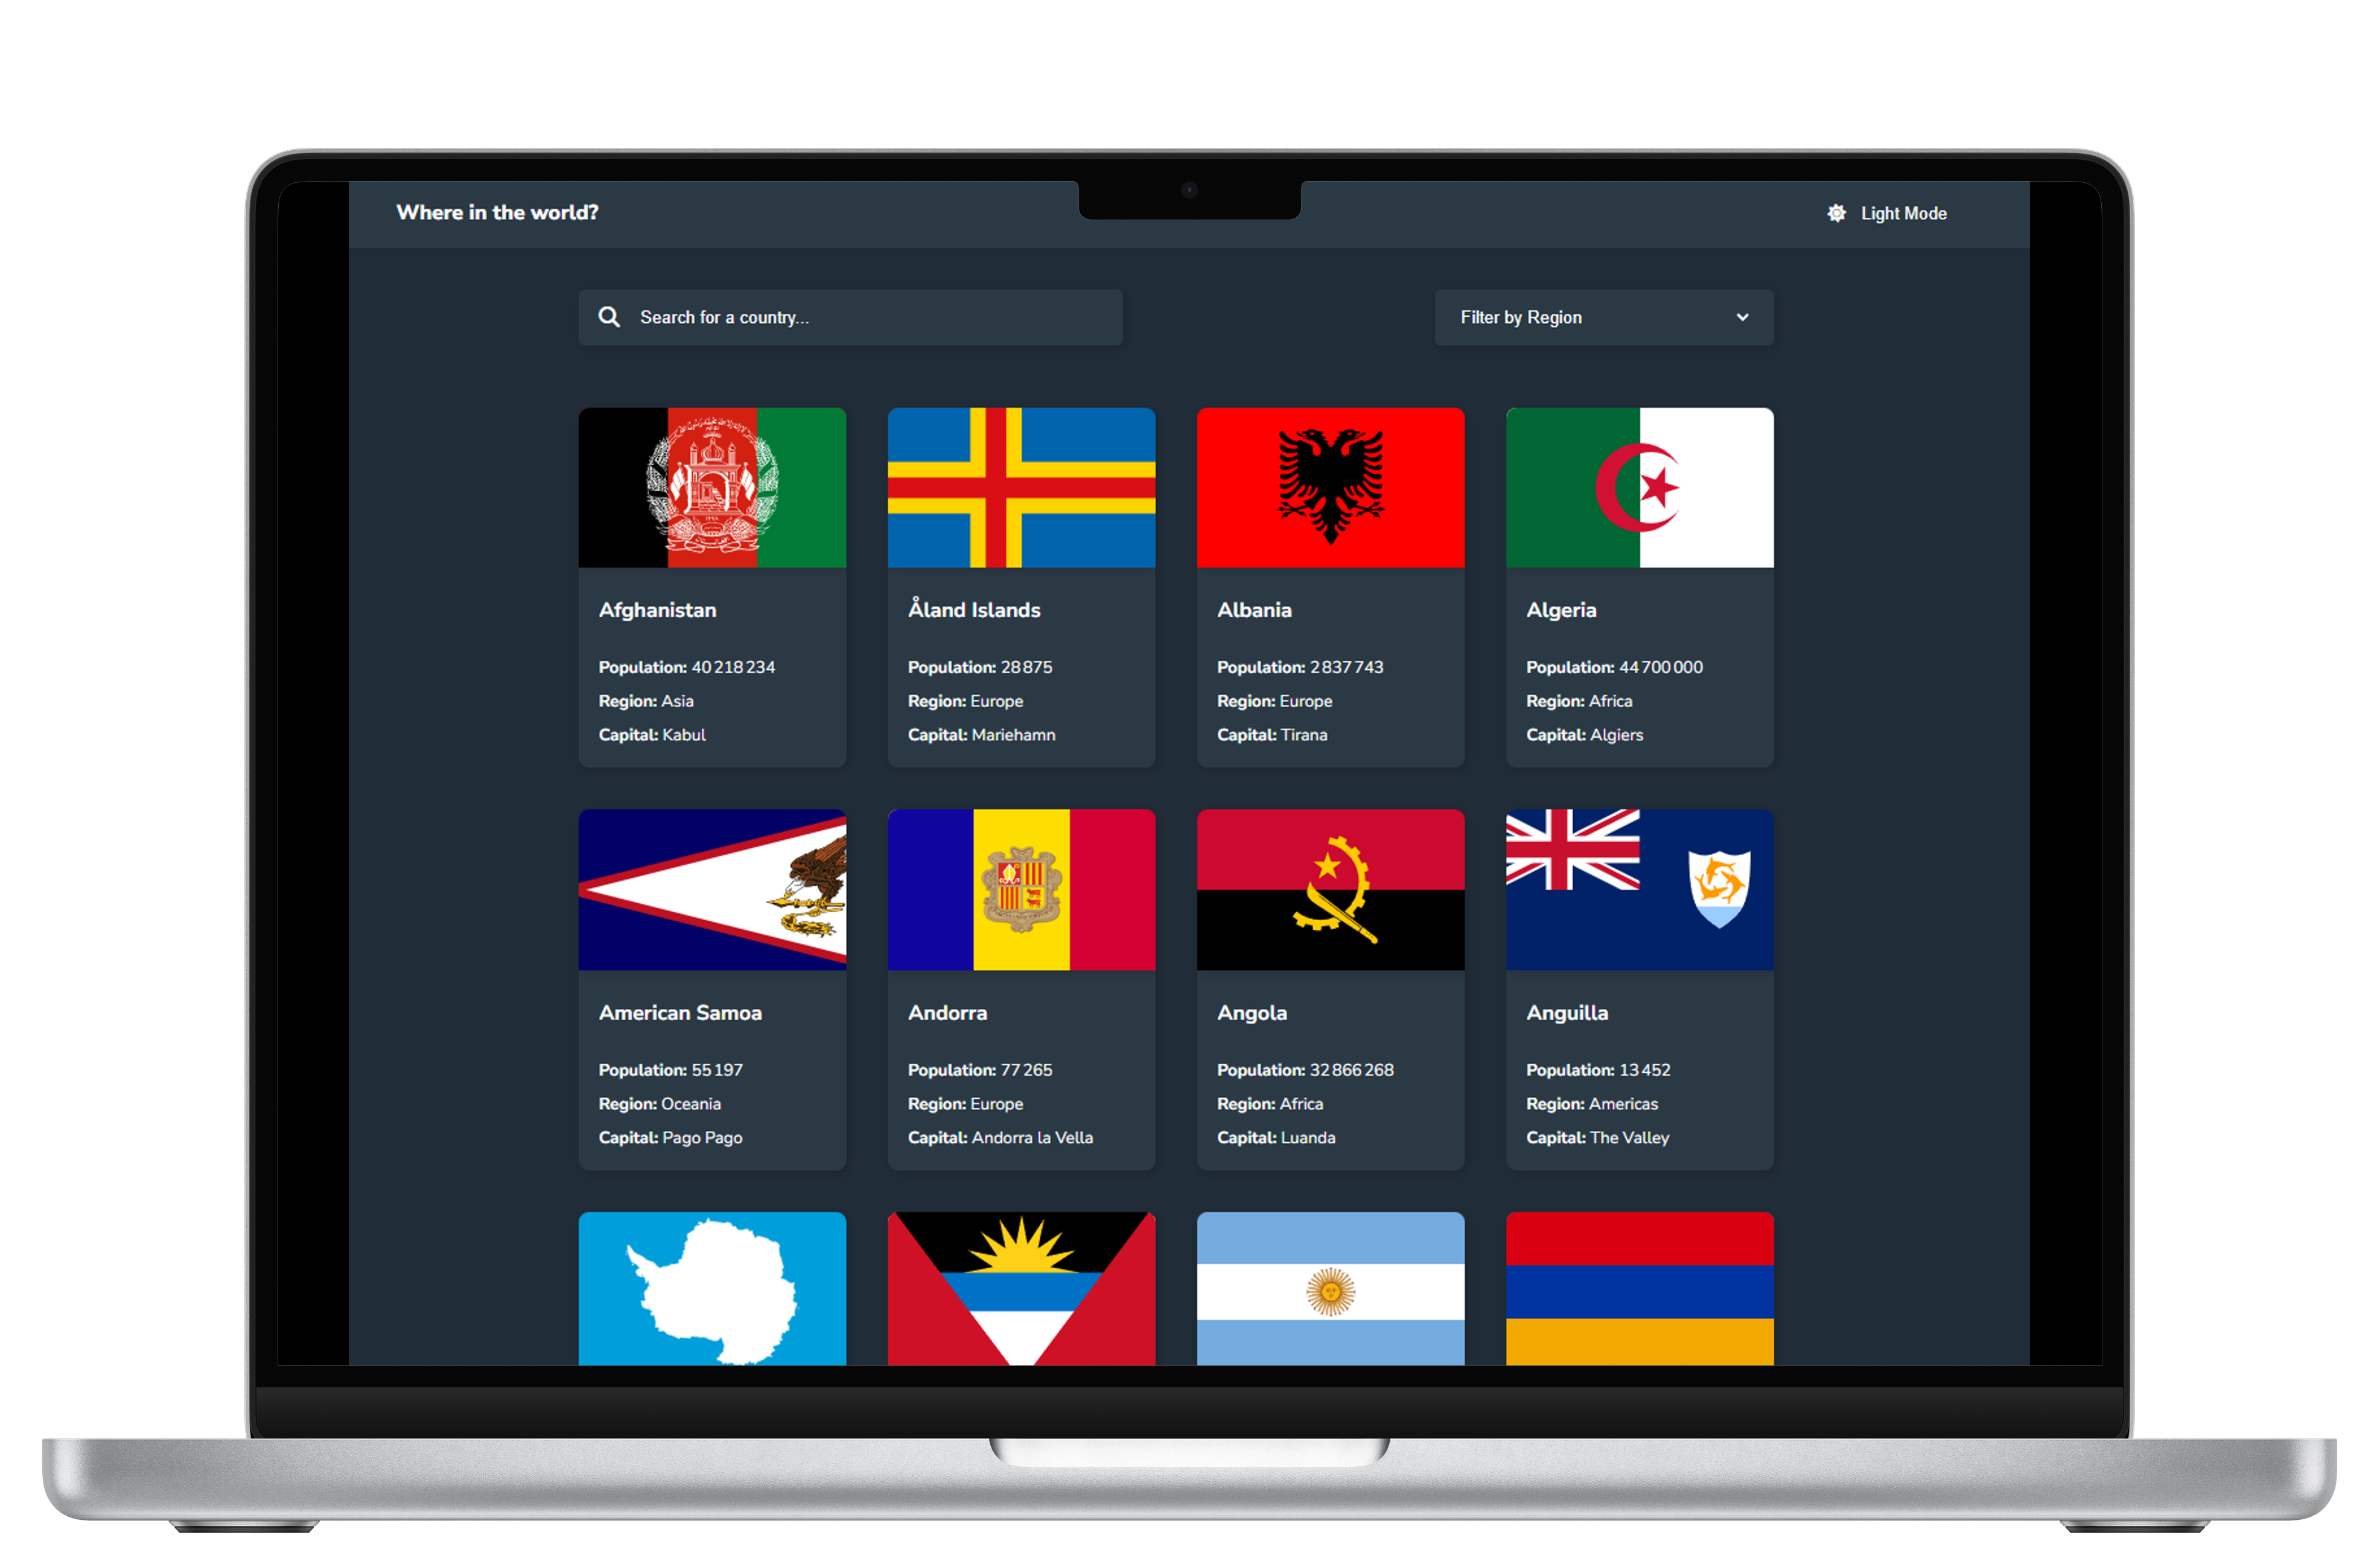 Where in the world?
Light Mode
Search for a country...
Filter by Region
Afghanistan
Population: 40 218 234
Region: Asia
Capital: Kabul
Åland Islands
Population: 28 875
Region: Europe
Capital: Mariehamn
Albania
Population: 2 837 743
Region: Europe
Capital: Tirana
Algeria
Population: 44 700 000
Region: Africa
Capital: Algiers
American Samoa
Population: 55 197
Region: Oceania
Capital: Pago Pago
Andorra
Population: 77 265
Region: Europe
Capital: Andorra la Vella
Angola
Population: 32 866 268
Region: Africa
Capital: Luanda
Anguilla
Population: 13 452
Region: Americas
Capital: The Valley